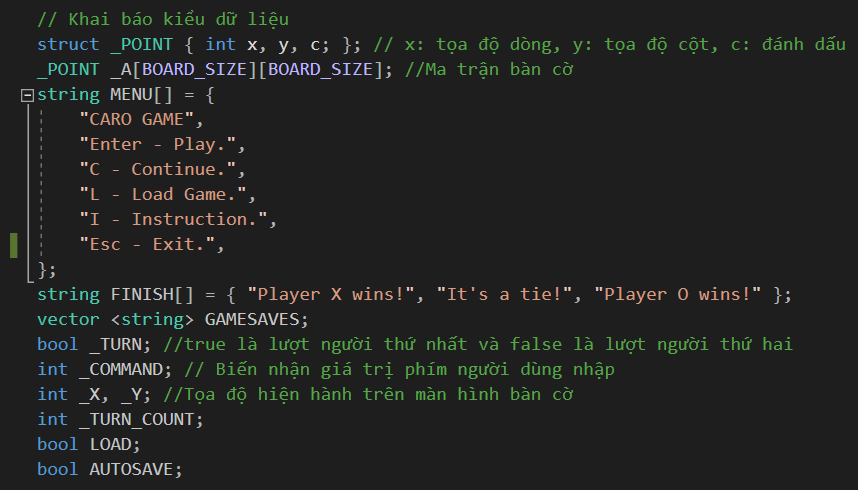 // Khai báo kiểu dữ liệu
struct _POINT { int x, y, c; }; // x: tọa độ dòng, y: tọa độ cột, c: đánh dấu
_POINT _A[BOARD_SIZE][BOARD_SIZE]; //Ma trận bàn cờ
string MENU[] = {
    "CARO GAME",
    "Enter - Play.",
    "C - Continue.",
    "L - Load Game.",
    "I - Instruction.",
    "Esc - Exit.",
};
string FINISH[] = { "Player X wins!", "It's a tie!", "Player O wins!" };
vector <string> GAMESAVES;
bool _TURN; //true là lượt người thứ nhất và false là lượt người thứ hai
int _COMMAND; // Biến nhận giá trị phím người dùng nhập
int _X, _Y; //Tọa độ hiện hành trên màn hình bàn cờ
int _TURN_COUNT;
bool LOAD;
bool AUTOSAVE;